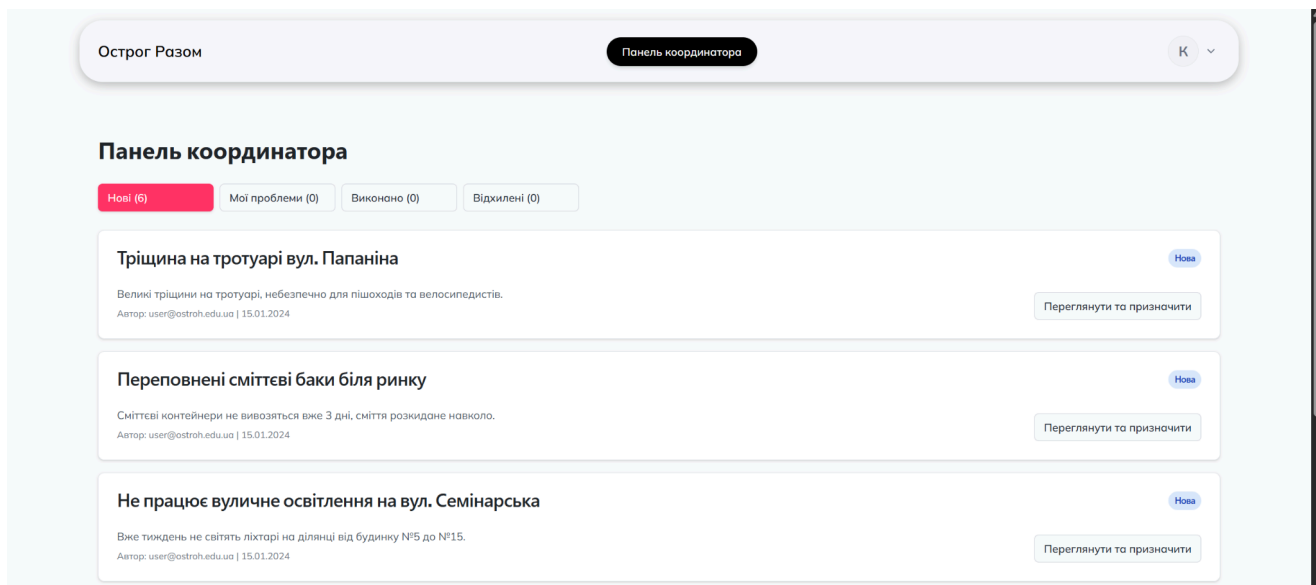 Острог Разом
Панель координатора
К
Панель координатора
Нові (6)
Мої проблеми (0)
Виконано (0)
Відхилені (0)
Тріщина на тротуарі вул. Папаніна
Нова
Великі тріщини на тротуарі, небезпечно для пішоходів та велосипедистів.
Автор: user@ostroh.edu.ua | 15.01.2024
Переглянути та призначити
Переповнені сміттєві баки біля ринку
Нова
Сміттєві контейнери не вивозяться вже 3 дні, сміття розкидане навколо.
Автор: user@ostroh.edu.ua | 15.01.2024
Переглянути та призначити
Не працює вуличне освітлення на вул. Семінарська
Нова
Вже тиждень не світять ліхтарі на ділянці від будинку №5 до №15.
Автор: user@ostroh.edu.ua | 15.01.2024
Переглянути та призначити